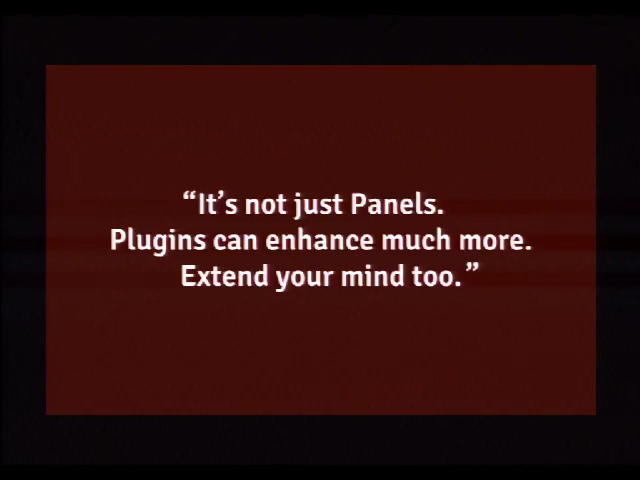 “It’s not just Panels.
Plugins can enhance much more.
Extend your mind too.”